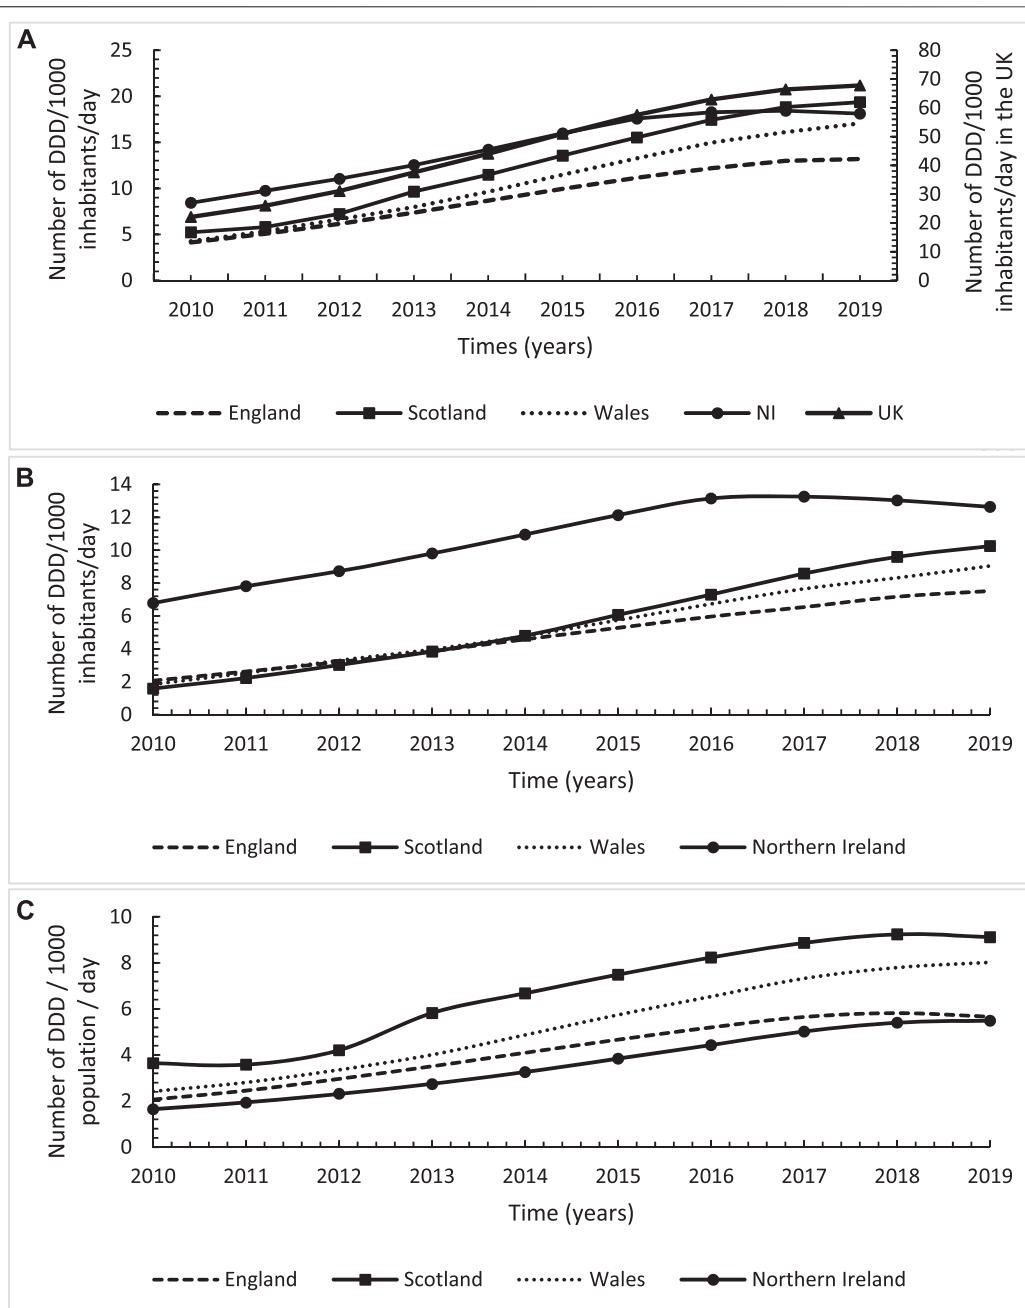 A
Number of DDD/1000
inhabitants/day
25
20
15
10
5
0
80
70
60
50
40
30
20
10
0
Number of DDD/1000
inhabitants/day in the UK
2010 2011 2012 2013 2014 2015 2016 2017 2018 2019
Times (years)
England Scotland Wales NI UK
B
Number of DDD/1000
inhabitants/day
14
12
10
8
6
4
2
0
2010 2011 2012 2013 2014 2015 2016 2017 2018 2019
Time (years)
England Scotland Wales Northern Ireland
C
Number of DDD / 1000
population / day
10
8
6
4
2
0
2010 2011 2012 2013 2014 2015 2016 2017 2018 2019
Time (years)
England Scotland Wales Northern Ireland